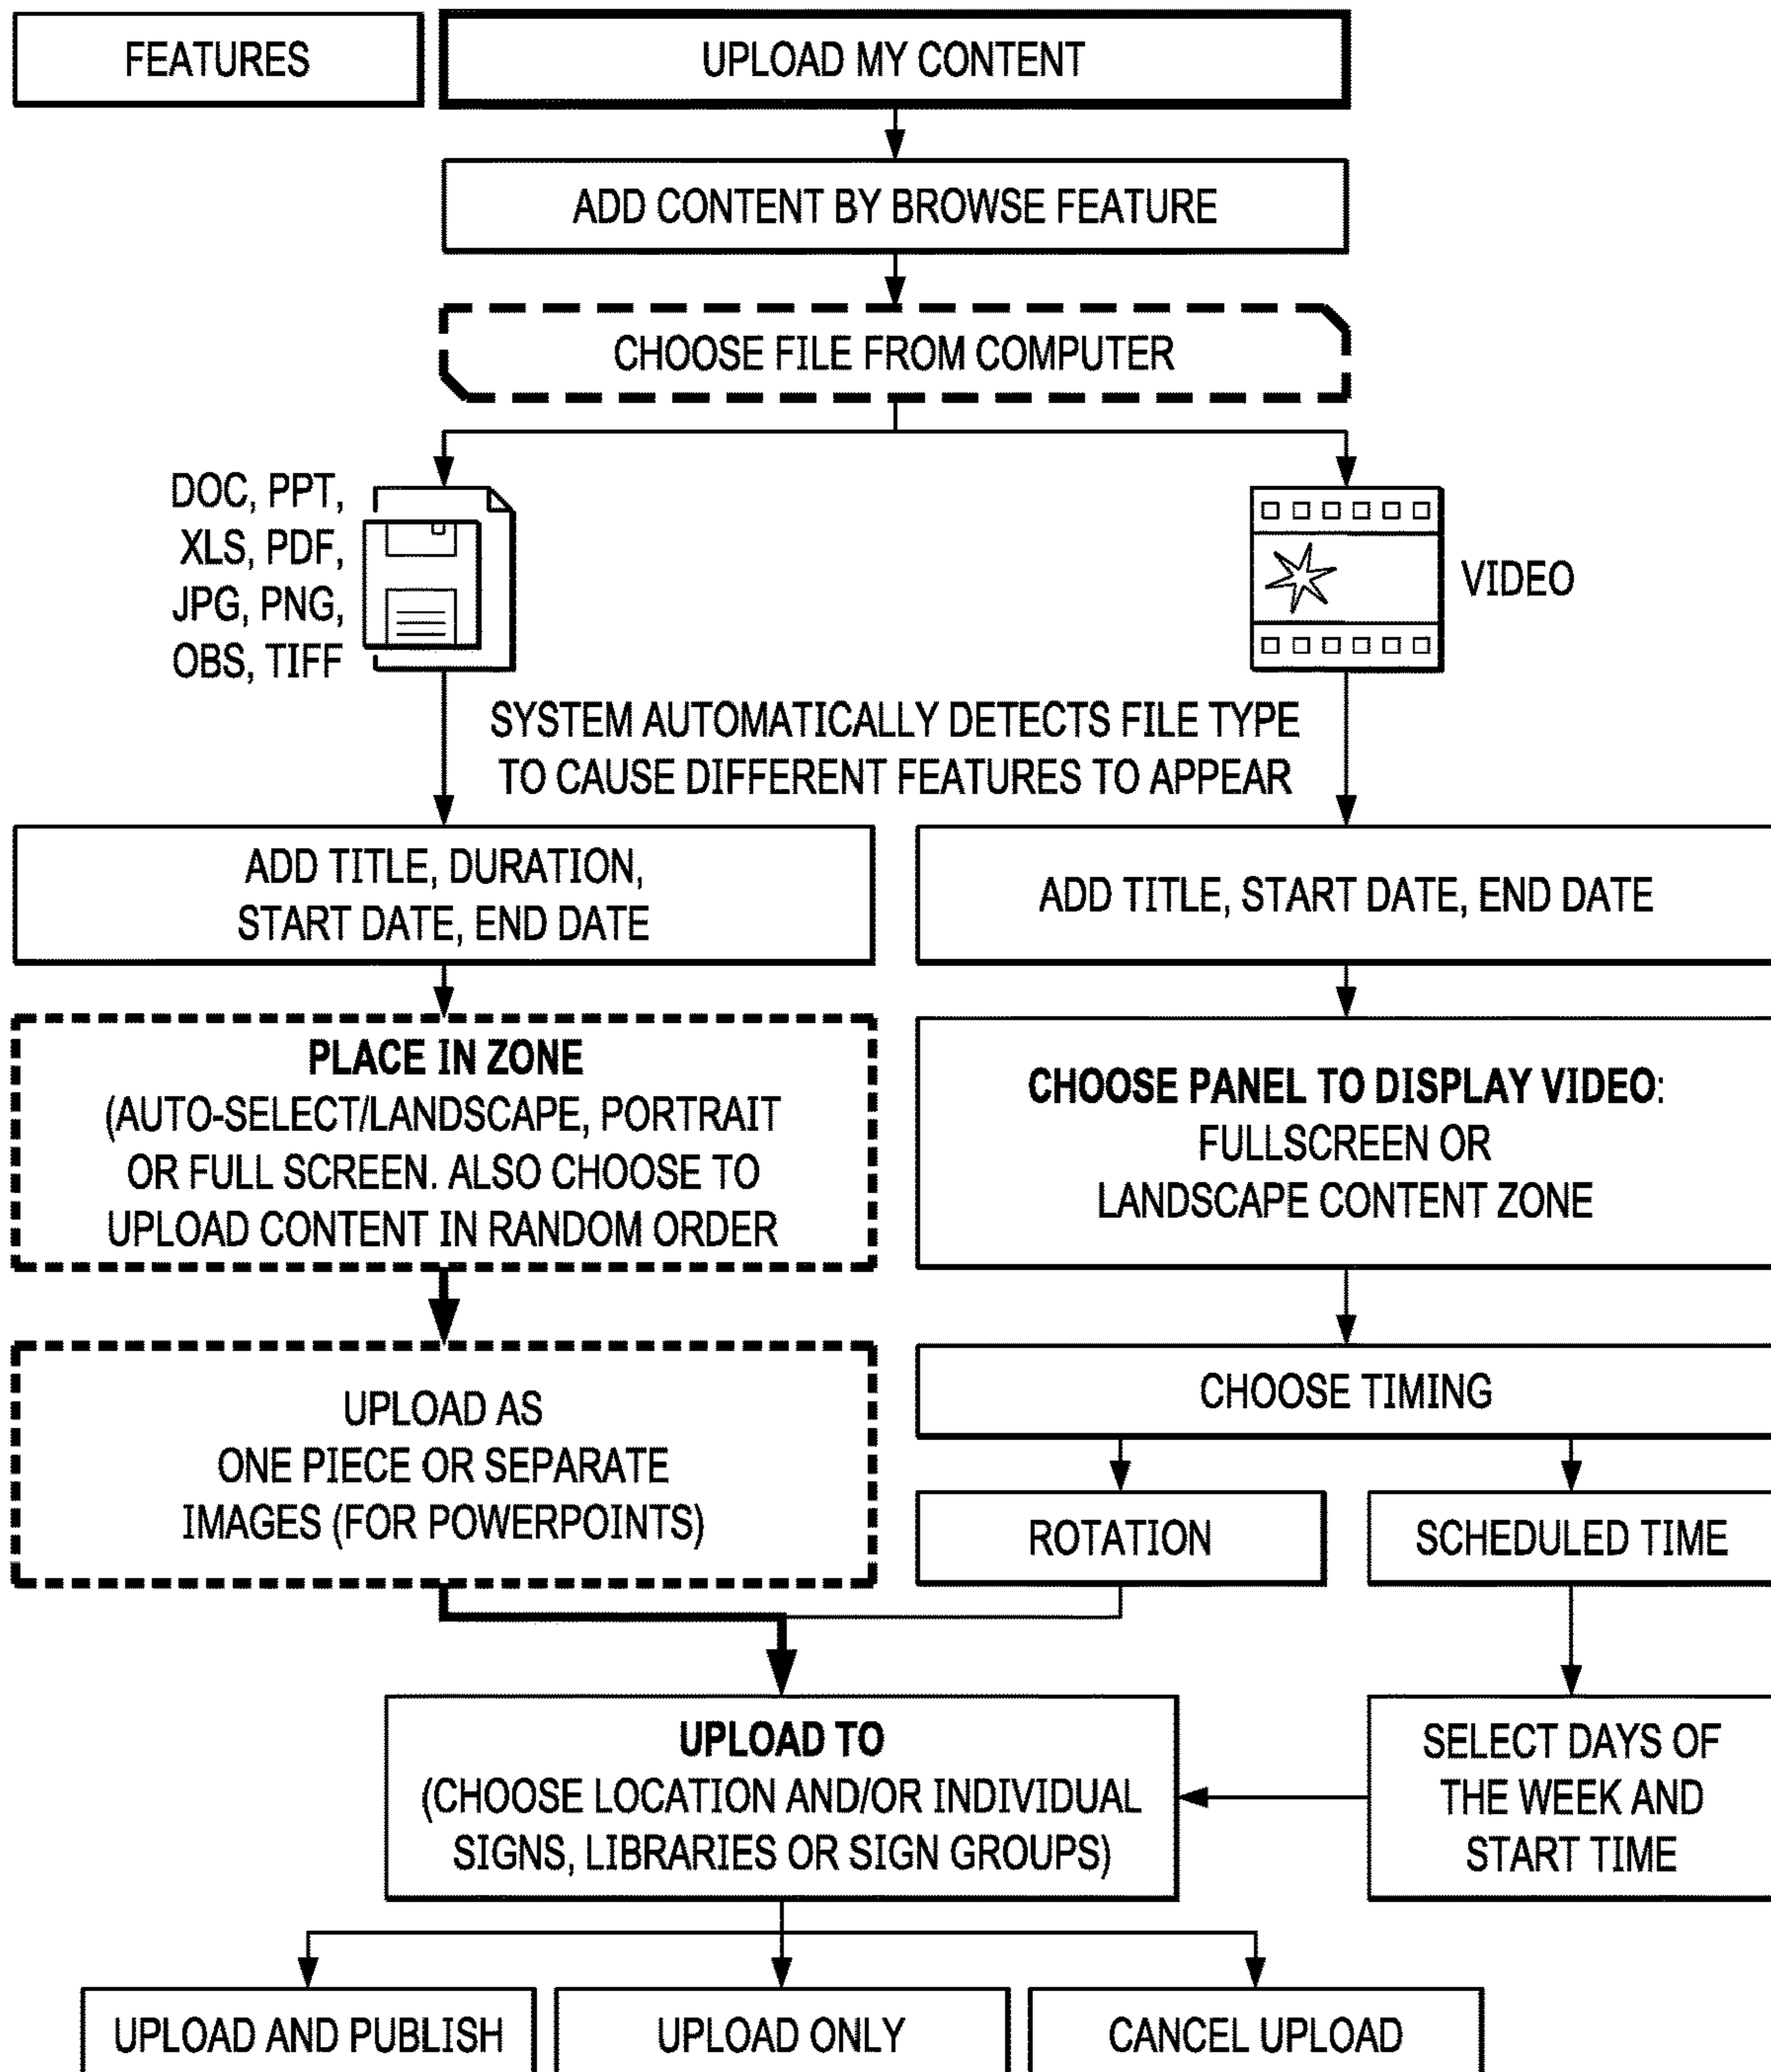 FEATURES
UPLOAD MY CONTENT
ADD CONTENT BY BROWSE FEATURE
CHOOSE FILE FROM COMPUTER
DOC, PPT,
XLS, PDF,
JPG, PNG,
OBS, TIFF
VIDEO
SYSTEM AUTOMATICALLY DETECTS FILE TYPE
TO CAUSE DIFFERENT FEATURES TO APPEAR
ADD TITLE, DURATION,
START DATE, END DATE
ADD TITLE, START DATE, END DATE
PLACE IN ZONE
(AUTO-SELECT/LANDSCAPE, PORTRAIT
OR FULL SCREEN. ALSO CHOOSE TO
UPLOAD CONTENT IN RANDOM ORDER
CHOOSE PANEL TO DISPLAY VIDEO:
FULLSCREEN OR
LANDSCAPE CONTENT ZONE
UPLOAD AS
ONE PIECE OR SEPARATE
IMAGES (FOR POWERPOINTS)
CHOOSE TIMING
ROTATION
SCHEDULED TIME
UPLOAD TO
(CHOOSE LOCATION AND/OR INDIVIDUAL
SIGNS, LIBRARIES OR SIGN GROUPS)
SELECT DAYS OF
THE WEEK AND
START TIME
UPLOAD AND PUBLISH
UPLOAD ONLY
CANCEL UPLOAD